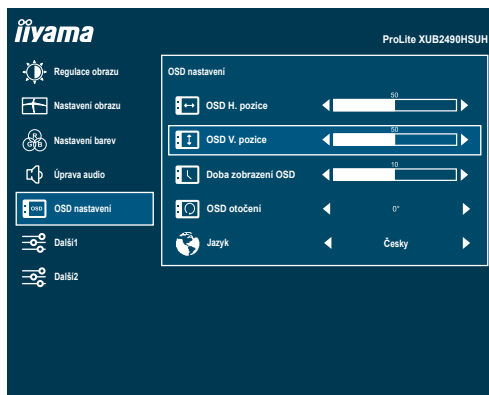 iiyama
ProLite XUB2490HSUH
Regulace obrazu
Nastavení obrazu
R
G B
Nastavení barev
Úprava audio
OSD
OSD nastavení
Další1
Další2
OSD nastavení
OSD H. pozice
50
OSD V. pozice
50
Doba zobrazení OSD
10
OSD otočení
0°
Jazyk
Česky